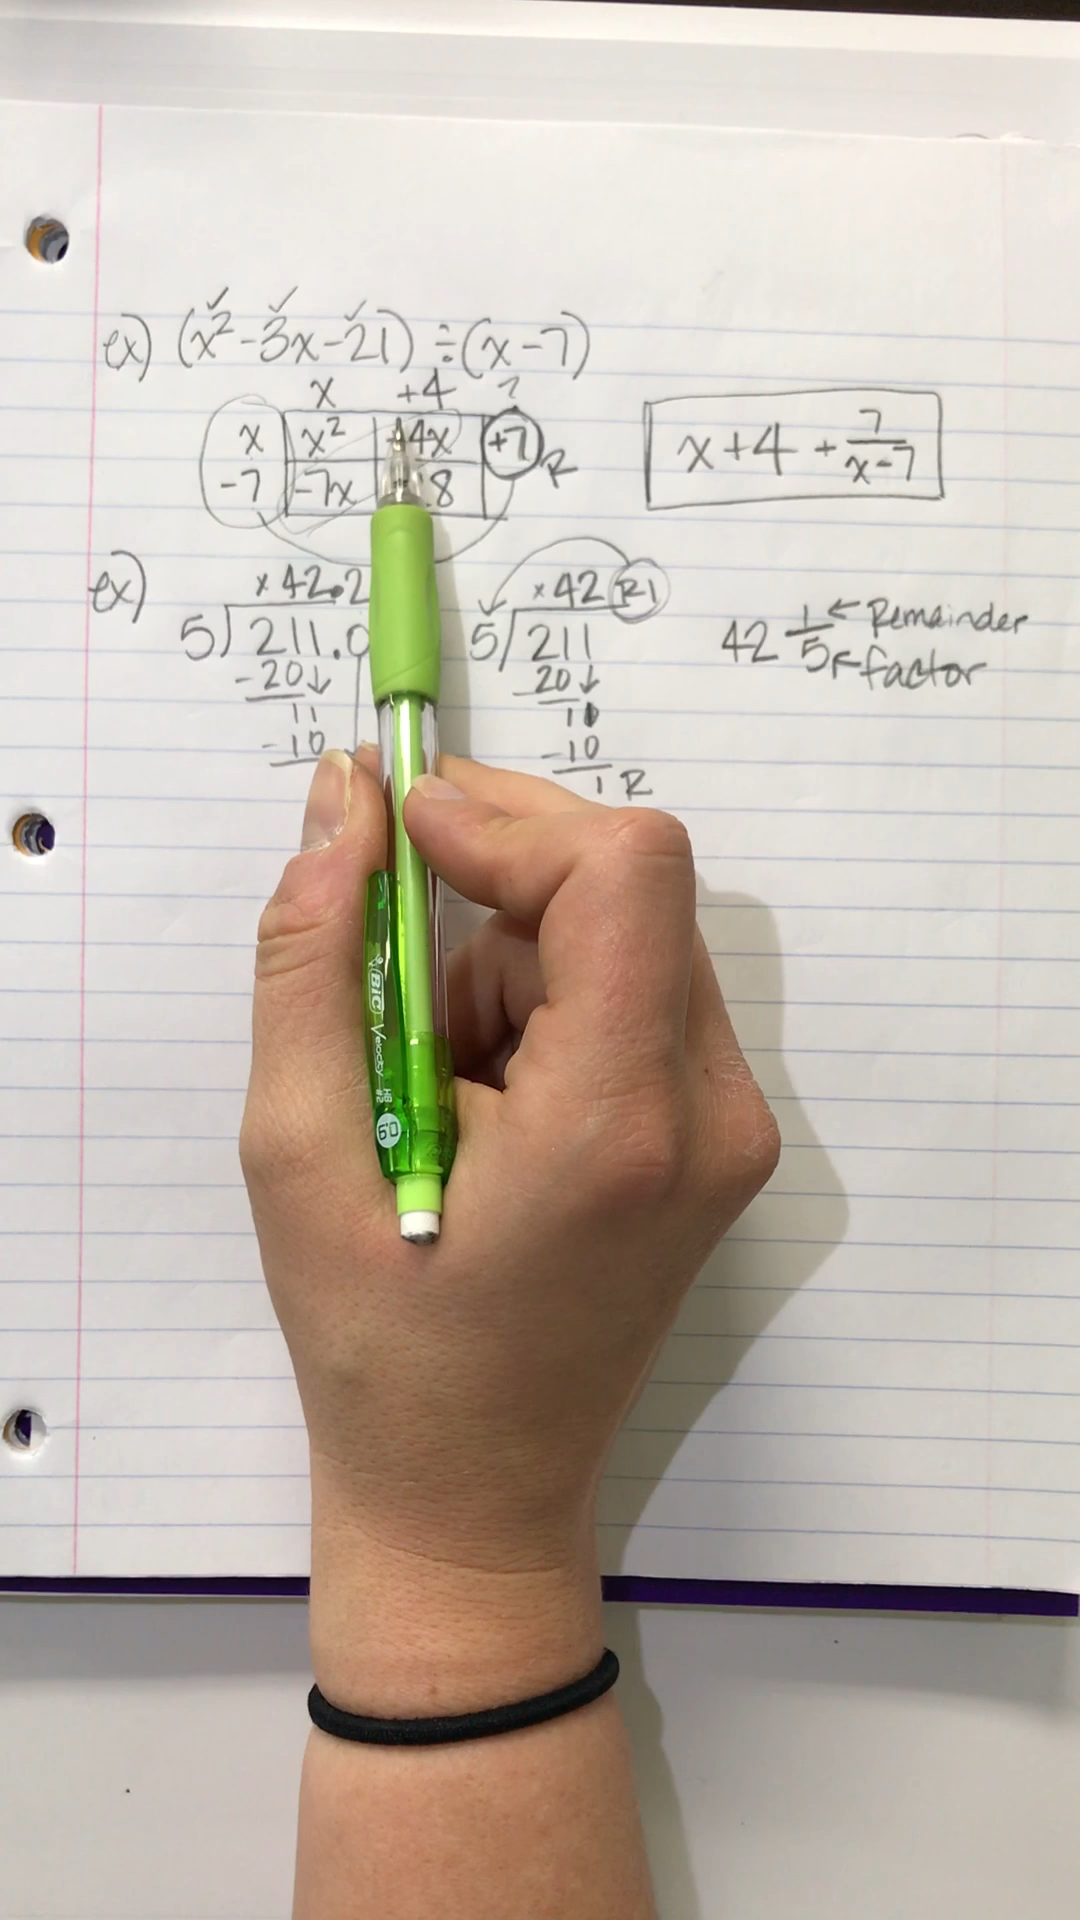 ex) (x²-3x-21) ÷ (x-7)
x +4 ?
x x² +4x +7 R
-7 -7x 8
x+4 + 7/(x-7)
ex)
×42.2
5)211.0
-20↓
11
-10
×42 R1
5)211
20↓
11
-10
1 R
42 1/5 ← Remainder
← factor
BIC Velocity HB #2
0.9